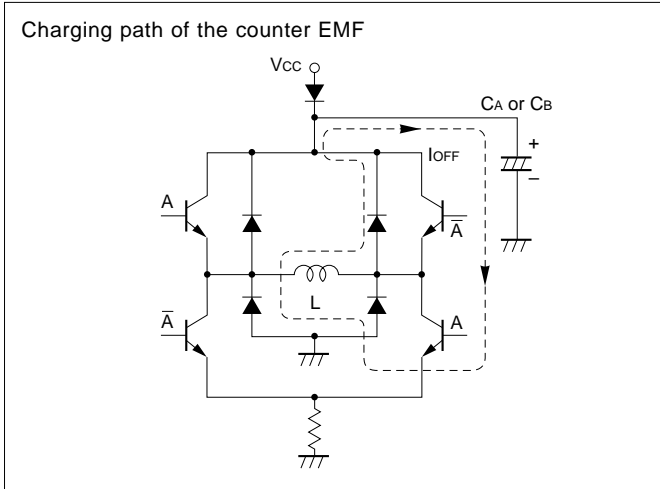 Charging path of the counter EMF
VCC
CA or CB
+
IOFF
−
A
A̅
L
A̅
A